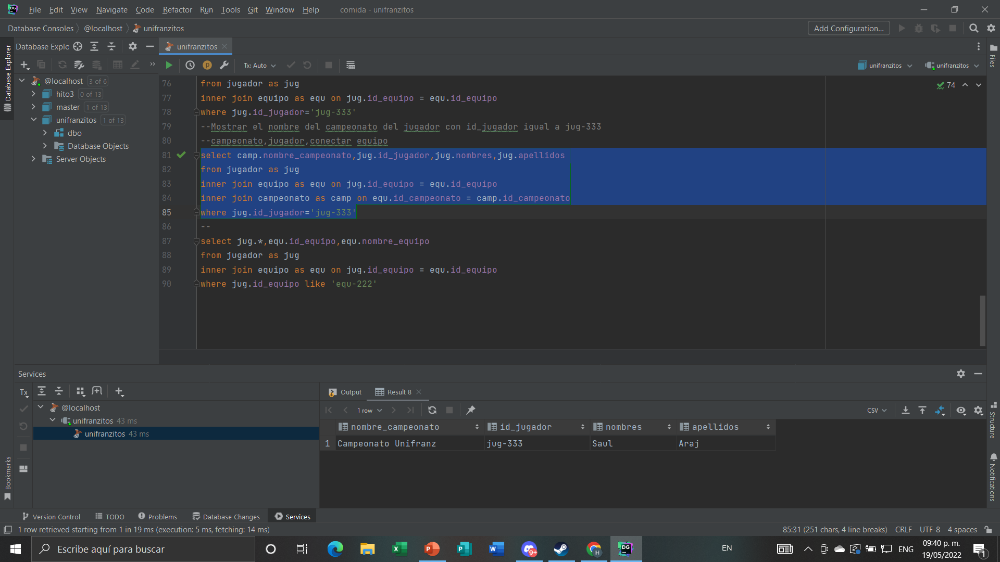 File Edit View Navigate Code Refactor Run Tools Git Window Help comida - unifranzitos
Database Consoles @localhost unifranzitos Add Configuration...
Database Explc unifranzitos
Tx: Auto unifranzitos unifranzitos
Database Explorer
Files
@localhost 3 of 6
hito3 0 of 13
master 1 of 13
unifranzitos 1 of 13
dbo
Database Objects
Server Objects
74
76 from jugador as jug
77 inner join equipo as equ on jug.id_equipo = equ.id_equipo
78 where jug.id_jugador='jug-333'
79 --Mostrar el nombre del campeonato del jugador con id_jugador igual a jug-333
80 --campeonato,jugador,conectar equipo
81 select camp.nombre_campeonato,jug.id_jugador,jug.nombres,jug.apellidos
82 from jugador as jug
83 inner join equipo as equ on jug.id_equipo = equ.id_equipo
84 inner join campeonato as camp on equ.id_campeonato = camp.id_campeonato
85 where jug.id_jugador='jug-333'
86 --
87 select jug.*,equ.id_equipo,equ.nombre_equipo
88 from jugador as jug
89 inner join equipo as equ on jug.id_equipo = equ.id_equipo
90 where jug.id_equipo like 'equ-222'
Services
Tx
@localhost
unifranzitos 43 ms
unifranzitos 43 ms
Output Result 8
1 row CSV
nombre_campeonato id_jugador nombres apellidos
1 Campeonato Unifranz jug-333 Saul Araj
Structure
Notifications
Bookmarks
Version Control TODO Problems Database Changes Services
1 row retrieved starting from 1 in 19 ms (execution: 5 ms, fetching: 14 ms) 85:31 (251 chars, 4 line breaks) CRLF UTF-8 4 spaces
Escribe aquí para buscar 9+ EN ENG 09:40 p. m.
19/05/2022 1